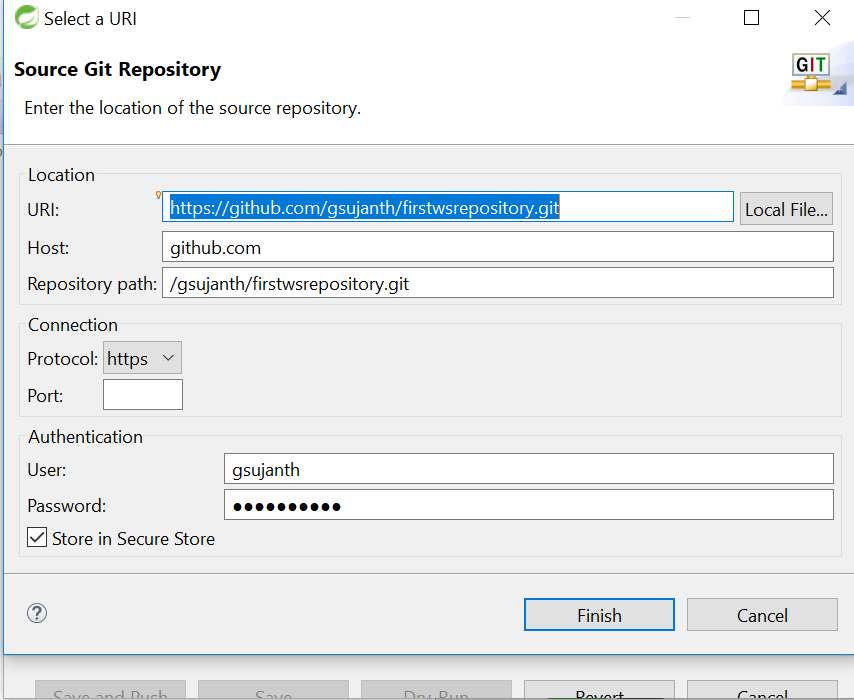 Select a URI
Source Git Repository
GIT
Enter the location of the source repository.
Location
URI: https://github.com/gsujanth/firstwsrepository.git Local File...
Host: github.com
Repository path: /gsujanth/firstwsrepository.git
Connection
Protocol: https
Port:
Authentication
User: gsujanth
Password: ●●●●●●●●●●
Store in Secure Store
Finish Cancel
Save and Push Save Dry-Run Revert Cancel